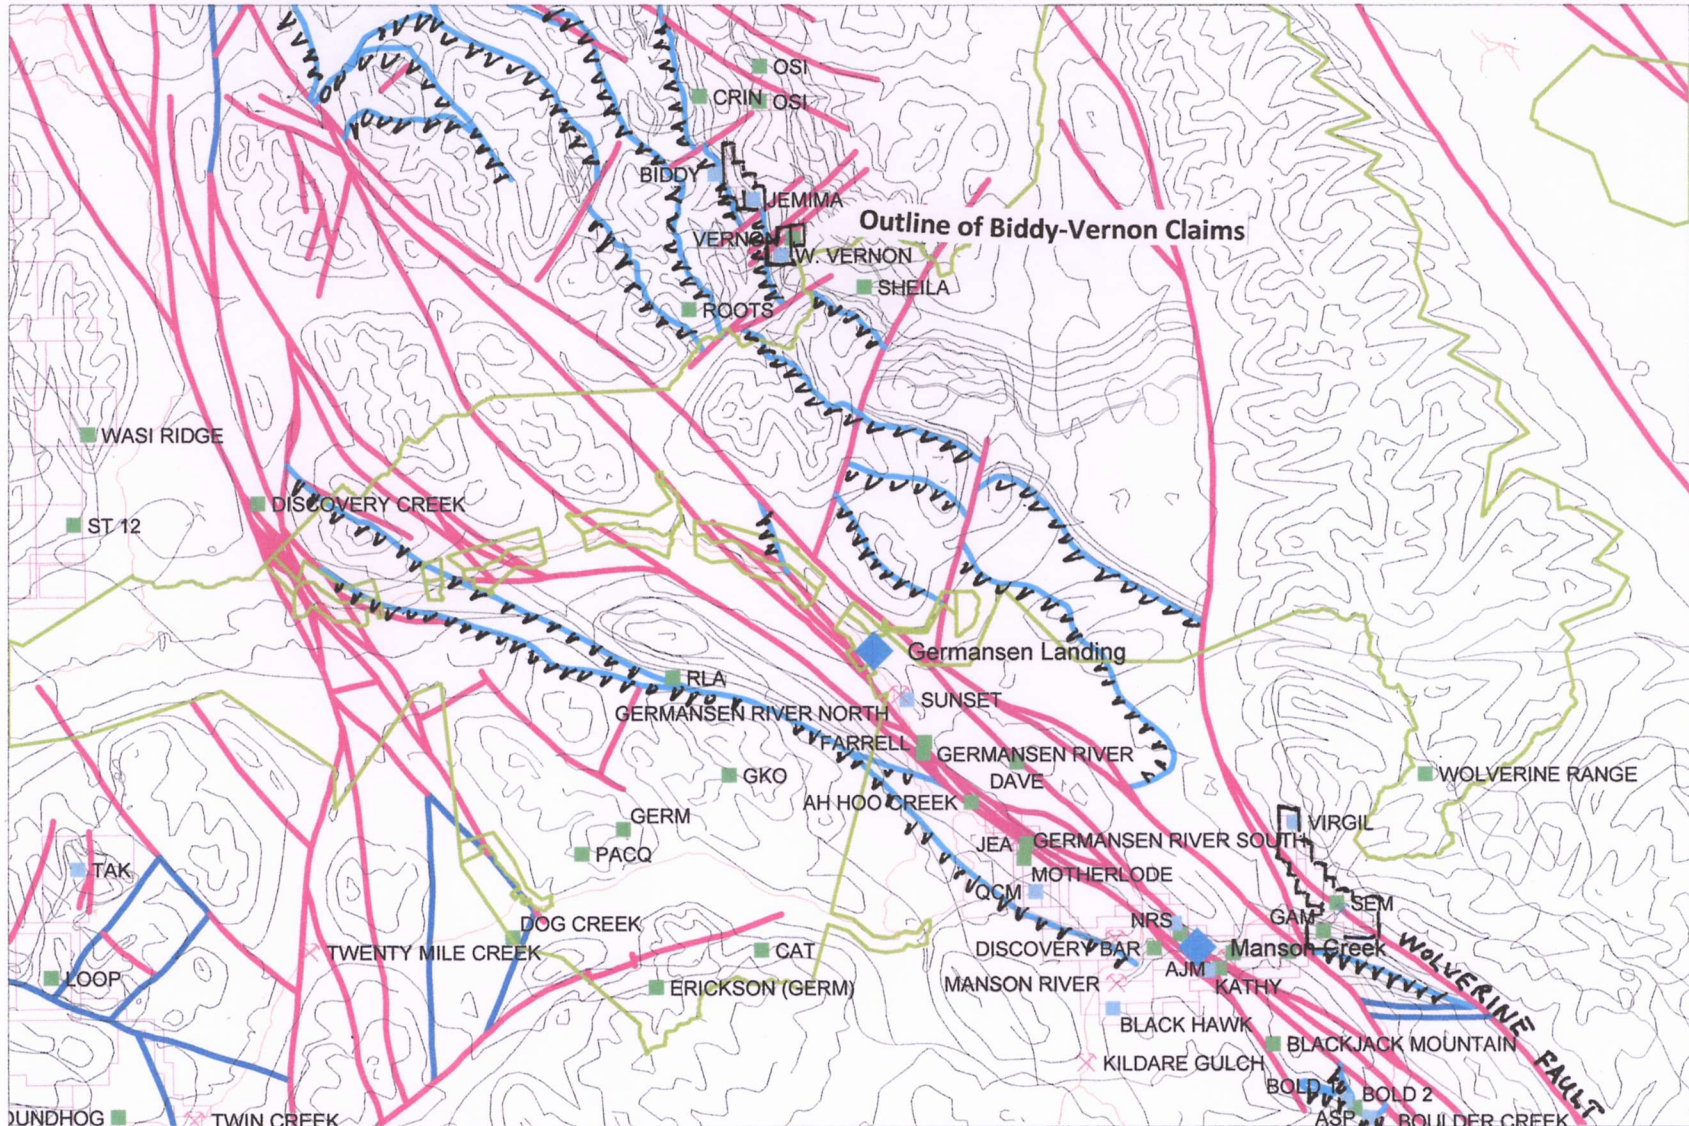 OSI
CRIN
OSI
BIDDY
JEMIMA
Outline of Biddy-Vernon Claims
VERNON
W. VERNON
SHEILA
ROOTS
WASI RIDGE
DISCOVERY CREEK
ST 12
Germansen Landing
RLA
SUNSET
GERMANSEN RIVER NORTH
FARRELL
GERMANSEN RIVER
DAVE
GKO
WOLVERINE RANGE
AH HOO CREEK
GERM
VIRGIL
PACQ
JEA
GERMANSEN RIVER SOUTH
TAK
MOTHERLODE
QCM
SEM
GAM
NRS
DOG CREEK
TWENTY MILE CREEK
CAT
DISCOVERY BAR
Manson Creek
WOLVERINE FAULT
AJM
LOOP
ERICKSON (GERM)
MANSON RIVER
KATHY
BLACK HAWK
BLACKJACK MOUNTAIN
KILDARE GULCH
BOLD 1
BOLD 2
OUNDHOG
TWIN CREEK
ASP
BOULDER CREEK